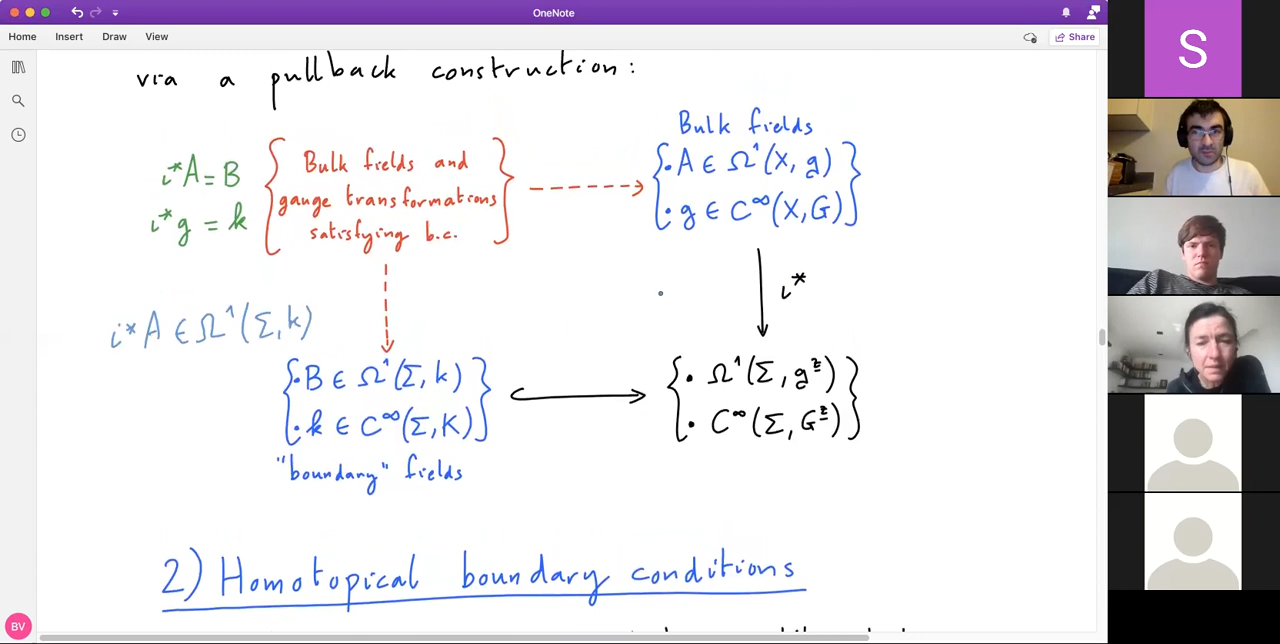 OneNote
Home Insert Draw View
Share
via a pullback construction:
Bulk fields
i*A = B
i*g = k
Bulk fields and
gauge transformations
satisfying b.c.
• A ∈ Ω¹(X, g)
• g ∈ C∞(X, G)
i*
i*A ∈ Ω¹(Σ, k)
• B ∈ Ω¹(Σ, k)
• k ∈ C∞(Σ, K)
"boundary" fields
• Ω¹(Σ, g^z)
• C∞(Σ, G^z)
2) Homotopical boundary conditions
S
BV